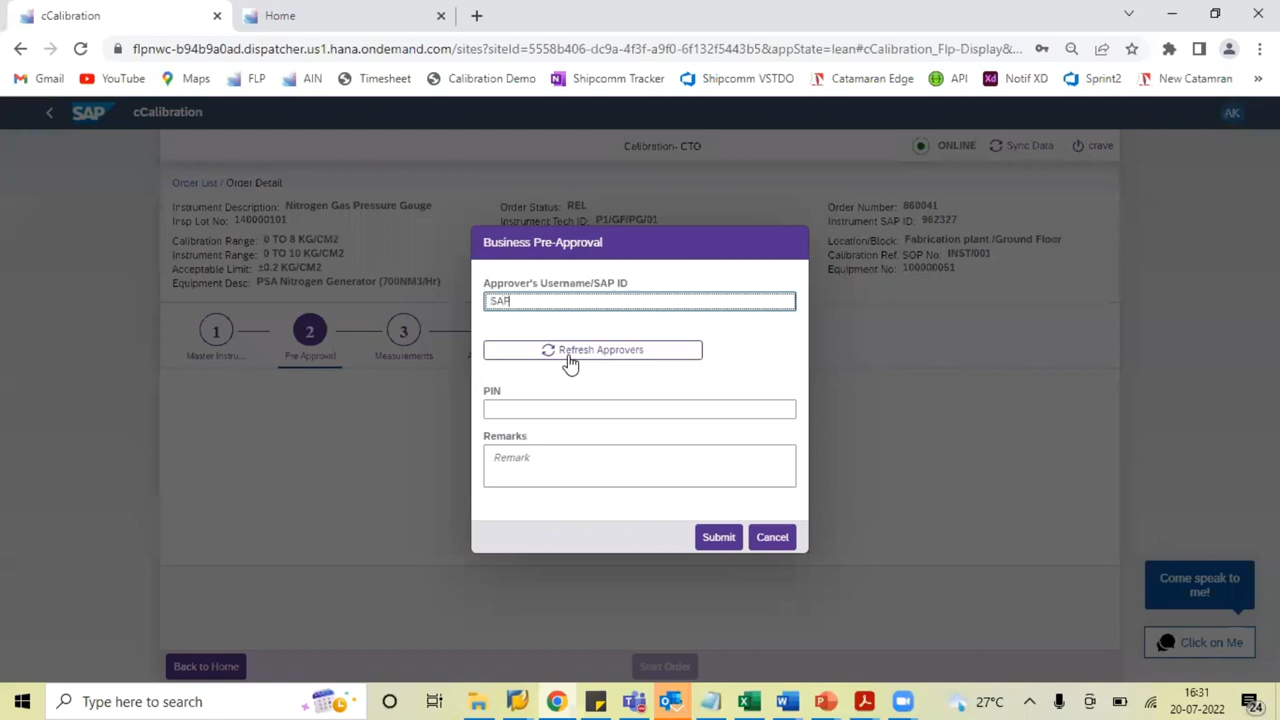 cCalibration
Home
flpnwc-b94b9a0ad.dispatcher.us1.hana.ondemand.com/sites?siteId=5558b406-dc9a-4f3f-a9f0-6f132f5443b5&appState=lean#cCalibration_Flp-Display&...
Gmail YouTube Maps FLP AIN Timesheet Calibration Demo Shipcomm Tracker Shipcomm VSTDO Catamaran Edge API Notif XD Sprint2 New Catamran »
SAP cCalibration AK
Calibration- CTO ONLINE Sync Data crave
Order List / Order Detail
Instrument Description: Nitrogen Gas Pressure Gauge Order Status: REL Order Number: 860041
Insp Lot No: 140000101 Instrument Tech ID: P1/GF/PG/01 Instrument SAP ID: 962327
Calibration Range: 0 TO 8 KG/CM2 Location/Block: Fabrication plant /Ground Floor
Instrument Range: 0 TO 10 KG/CM2 Calibration Ref. SOP No: INST/001
Acceptable Limit: ±0.2 KG/CM2 Equipment No: 100000051
Equipment Desc: PSA Nitrogen Generator (700NM3/Hr)
1 2 3
Master Instru... Pre Approval Measurements
Business Pre-Approval
Approver's Username/SAP ID
SAP
Refresh Approvers
PIN
Remarks
Remark
Submit Cancel
Come speak to
me!
Click on Me
Back to Home Start Order
Type here to search
27°C
16:31
20-07-2022
24